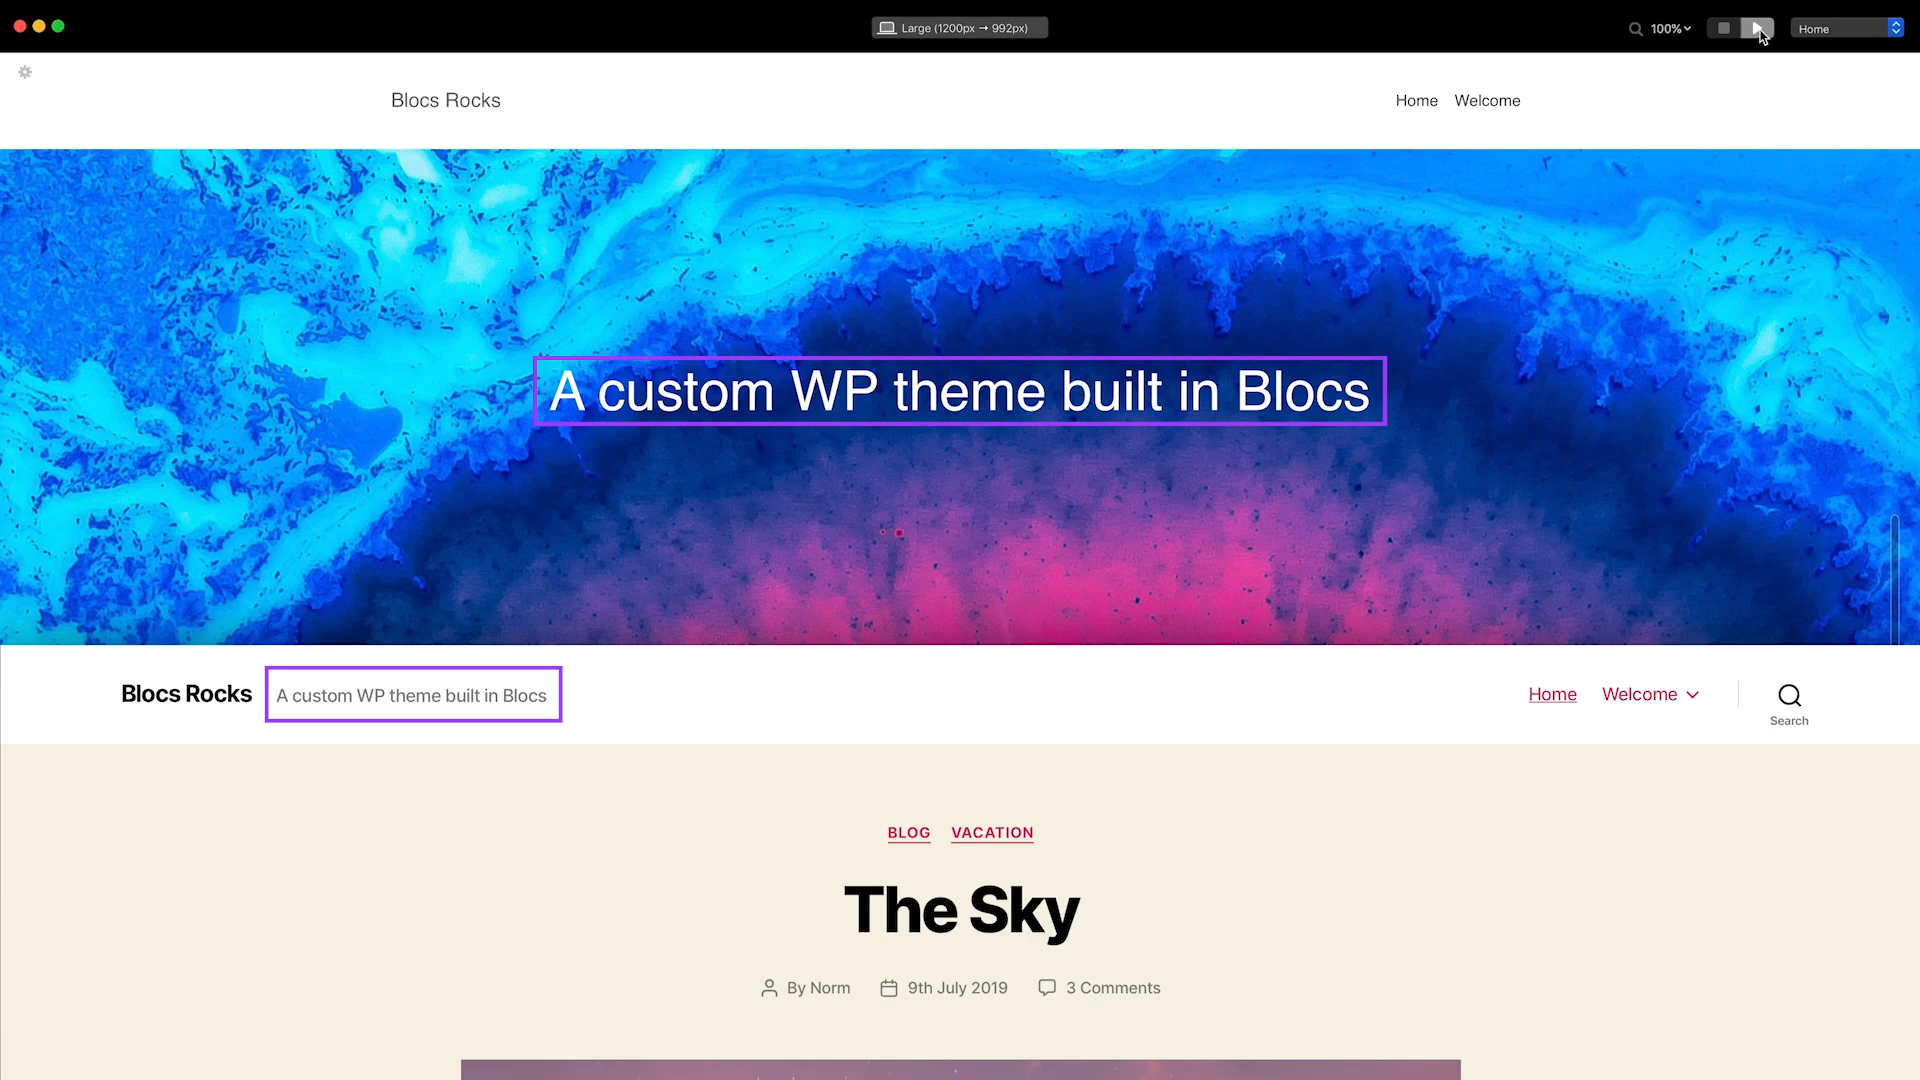 Large (1200px → 992px)
100%
Home
Blocs Rocks
Home Welcome
A custom WP theme built in Blocs
Blocs Rocks A custom WP theme built in Blocs
Home Welcome
Search
BLOG VACATION
The Sky
By Norm 9th July 2019 3 Comments